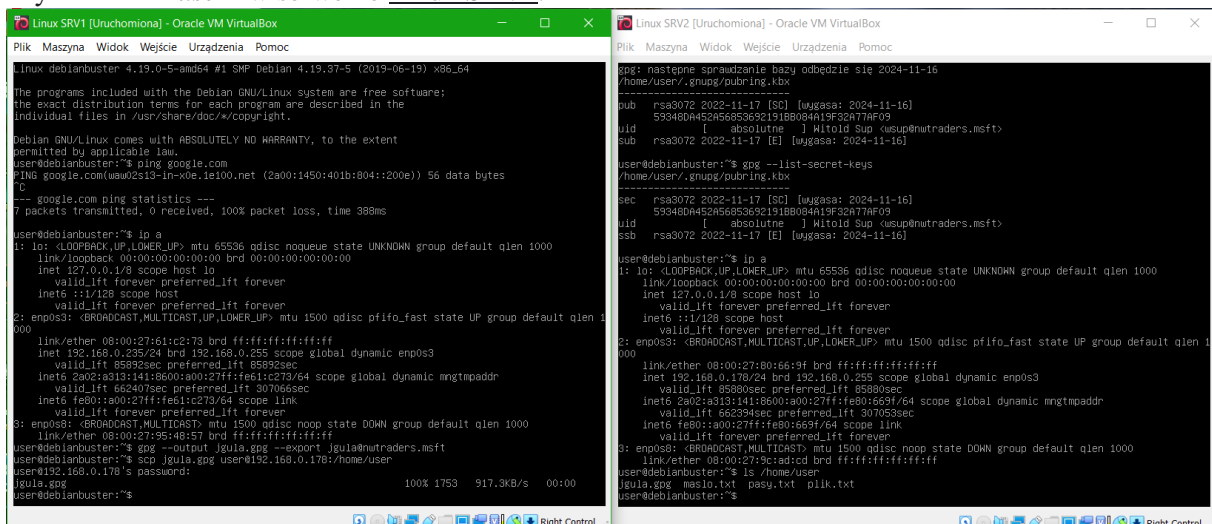 Linux SRV1 [Uruchomiona] - Oracle VM VirtualBox
Plik Maszyna Widok Wejście Urządzenia Pomoc
Linux debianbuster 4.19.0-5-amd64 #1 SMP Debian 4.19.37-5 (2019-06-19) x86_64
The programs included with the Debian GNU/Linux system are free software;
the exact distribution terms for each program are described in the
individual files in /usr/share/doc/*/copyright.
Debian GNU/Linux comes with ABSOLUTELY NO WARRANTY, to the extent
permitted by applicable law.
user@debianbuster:~$ ping google.com
PING google.com(waw02s13-in-x0e.1e100.net (2a00:1450:401b:804::200e)) 56 data bytes
^C
--- google.com ping statistics ---
7 packets transmitted, 0 received, 100% packet loss, time 388ms
user@debianbuster:~$ ip a
1: lo: <LOOPBACK,UP,LOWER_UP> mtu 65536 qdisc noqueue state UNKNOWN group default qlen 1000
link/loopback 00:00:00:00:00:00 brd 00:00:00:00:00:00
inet 127.0.0.1/8 scope host lo
valid_lft forever preferred_lft forever
inet6 ::1/128 scope host
valid_lft forever preferred_lft forever
2: enp0s3: <BROADCAST,MULTICAST,UP,LOWER_UP> mtu 1500 qdisc pfifo_fast state UP group default qlen 1
000
link/ether 08:00:27:61:c2:73 brd ff:ff:ff:ff:ff:ff
inet 192.168.0.235/24 brd 192.168.0.255 scope global dynamic enp0s3
valid_lft 85892sec preferred_lft 85892sec
inet6 2a02:a313:141:8600:a00:27ff:fe61:c273/64 scope global dynamic mngtmpaddr
valid_lft 662407sec preferred_lft 307066sec
inet6 fe80::a00:27ff:fe61:c273/64 scope link
valid_lft forever preferred_lft forever
3: enp0s8: <BROADCAST,MULTICAST> mtu 1500 qdisc noop state DOWN group default qlen 1000
link/ether 08:00:27:95:48:57 brd ff:ff:ff:ff:ff:ff
user@debianbuster:~$ gpg --output jgula.gpg --export jgula@nwtraders.msft
user@debianbuster:~$ scp jgula.gpg user@192.168.0.178:/home/user
user@192.168.0.178's password:
jgula.gpg 100% 1753 917.3KB/s 00:00
user@debianbuster:~$
Right Control
Linux SRV2 [Uruchomiona] - Oracle VM VirtualBox
Plik Maszyna Widok Wejście Urządzenia Pomoc
gpg: następne sprawdzanie bazy odbędzie się 2024-11-16
/home/user/.gnupg/pubring.kbx
-----------------------------
pub rsa3072 2022-11-17 [SC] [wygasa: 2024-11-16]
59348DA452A56853692191BB084A19F32A77AF09
uid [ absolutne ] Witold Sup <wsup@nwtraders.msft>
sub rsa3072 2022-11-17 [E] [wygasa: 2024-11-16]
user@debianbuster:~$ gpg --list-secret-keys
/home/user/.gnupg/pubring.kbx
-----------------------------
sec rsa3072 2022-11-17 [SC] [wygasa: 2024-11-16]
59348DA452A56853692191BB084A19F32A77AF09
uid [ absolutne ] Witold Sup <wsup@nwtraders.msft>
ssb rsa3072 2022-11-17 [E] [wygasa: 2024-11-16]
user@debianbuster:~$ ip a
1: lo: <LOOPBACK,UP,LOWER_UP> mtu 65536 qdisc noqueue state UNKNOWN group default qlen 1000
link/loopback 00:00:00:00:00:00 brd 00:00:00:00:00:00
inet 127.0.0.1/8 scope host lo
valid_lft forever preferred_lft forever
inet6 ::1/128 scope host
valid_lft forever preferred_lft forever
2: enp0s3: <BROADCAST,MULTICAST,UP,LOWER_UP> mtu 1500 qdisc pfifo_fast state UP group default qlen 1
000
link/ether 08:00:27:80:66:9f brd ff:ff:ff:ff:ff:ff
inet 192.168.0.178/24 brd 192.168.0.255 scope global dynamic enp0s3
valid_lft 85880sec preferred_lft 85880sec
inet6 2a02:a313:141:8600:a00:27ff:fe80:669f/64 scope global dynamic mngtmpaddr
valid_lft 662394sec preferred_lft 307053sec
inet6 fe80::a00:27ff:fe80:669f/64 scope link
valid_lft forever preferred_lft forever
3: enp0s8: <BROADCAST,MULTICAST> mtu 1500 qdisc noop state DOWN group default qlen 1000
link/ether 08:00:27:9c:ad:cd brd ff:ff:ff:ff:ff:ff
user@debianbuster:~$ ls /home/user
jgula.gpg maslo.txt pasy.txt plik.txt
user@debianbuster:~$
Right Control